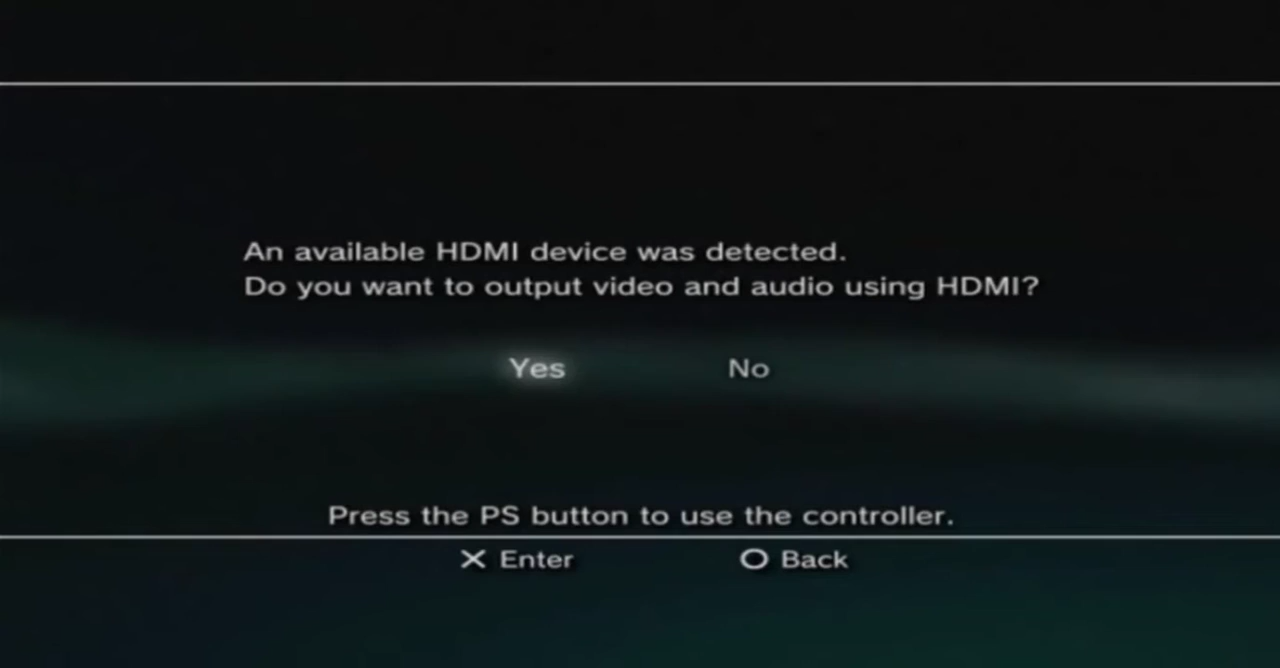 An available HDMI device was detected.
Do you want to output video and audio using HDMI?
Yes No
Press the PS button to use the controller.
X Enter O Back